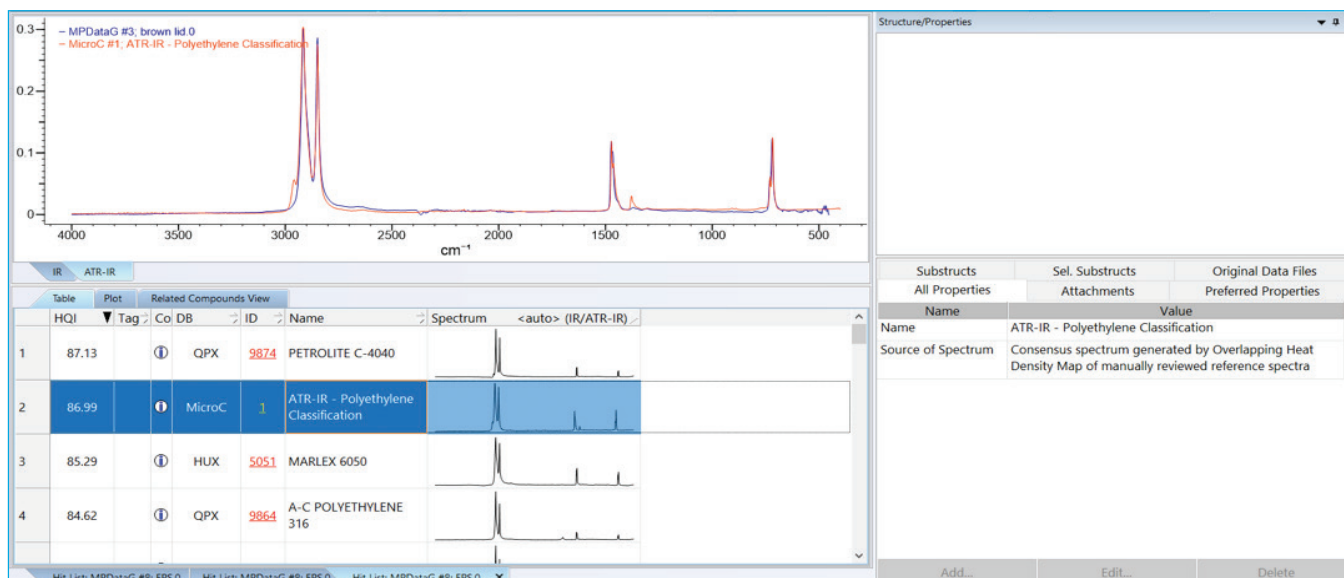 0.3
0.2
0.1
0
— MPDataG #3; brown lid.0
— MicroC #1; ATR-IR - Polyethylene Classification
4000 3500 3000 2500 2000 1500 1000 500
cm⁻¹
IR ATR-IR
Table Plot Related Compounds View
HQI Tag Co DB ID Name Spectrum <auto> (IR/ATR-IR)
1 87.13 QPX 9874 PETROLITE C-4040
2 86.99 MicroC 1 ATR-IR - Polyethylene
Classification
3 85.29 HUX 5051 MARLEX 6050
4 84.62 QPX 9864 A-C POLYETHYLENE
316
Structure/Properties
Substructs Sel. Substructs Original Data Files
All Properties Attachments Preferred Properties
Name Value
Name ATR-IR - Polyethylene Classification
Source of Spectrum Consensus spectrum generated by Overlapping Heat
Density Map of manually reviewed reference spectra
Add... Edit... Delete